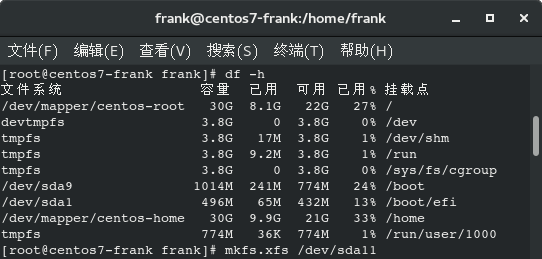 frank@centos7-frank:/home/frank
文件(F) 编辑(E) 查看(V) 搜索(S) 终端(T) 帮助(H)
[root@centos7-frank frank]# df -h
文件系统 容量 已用 可用 已用% 挂载点
/dev/mapper/centos-root 30G 8.1G 22G 27% /
devtmpfs 3.8G 0 3.8G 0% /dev
tmpfs 3.8G 17M 3.8G 1% /dev/shm
tmpfs 3.8G 9.2M 3.8G 1% /run
tmpfs 3.8G 0 3.8G 0% /sys/fs/cgroup
/dev/sda9 1014M 241M 774M 24% /boot
/dev/sda1 496M 65M 432M 13% /boot/efi
/dev/mapper/centos-home 30G 9.9G 21G 33% /home
tmpfs 774M 36K 774M 1% /run/user/1000
[root@centos7-frank frank]# mkfs.xfs /dev/sda11